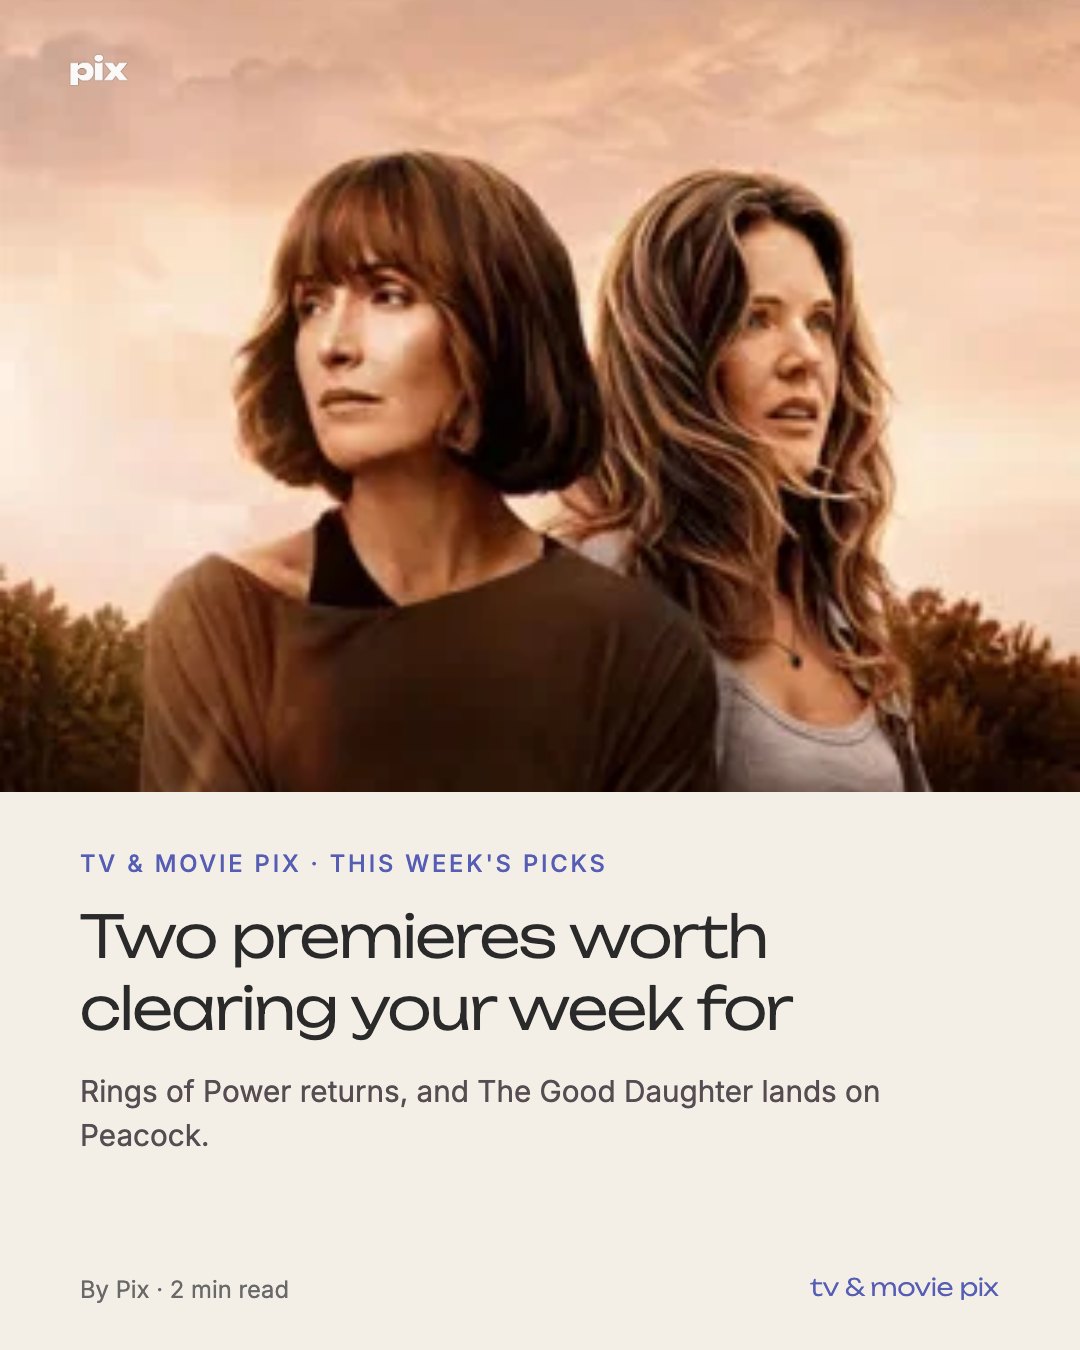 pix
TV & MOVIE PIX · THIS WEEK'S PICKS
Two premieres worth
clearing your week for
Rings of Power returns, and The Good Daughter lands on
Peacock.
By Pix · 2 min read
tv & movie pix